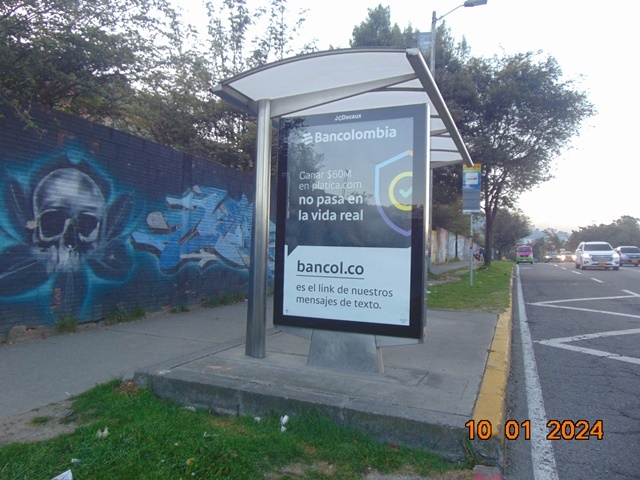 JCDecaux
Bancolombia
Ganar $60M
en platica.com
no pasa en
la vida real
bancol.co
es el link de nuestros
mensajes de texto.
10 01 2024